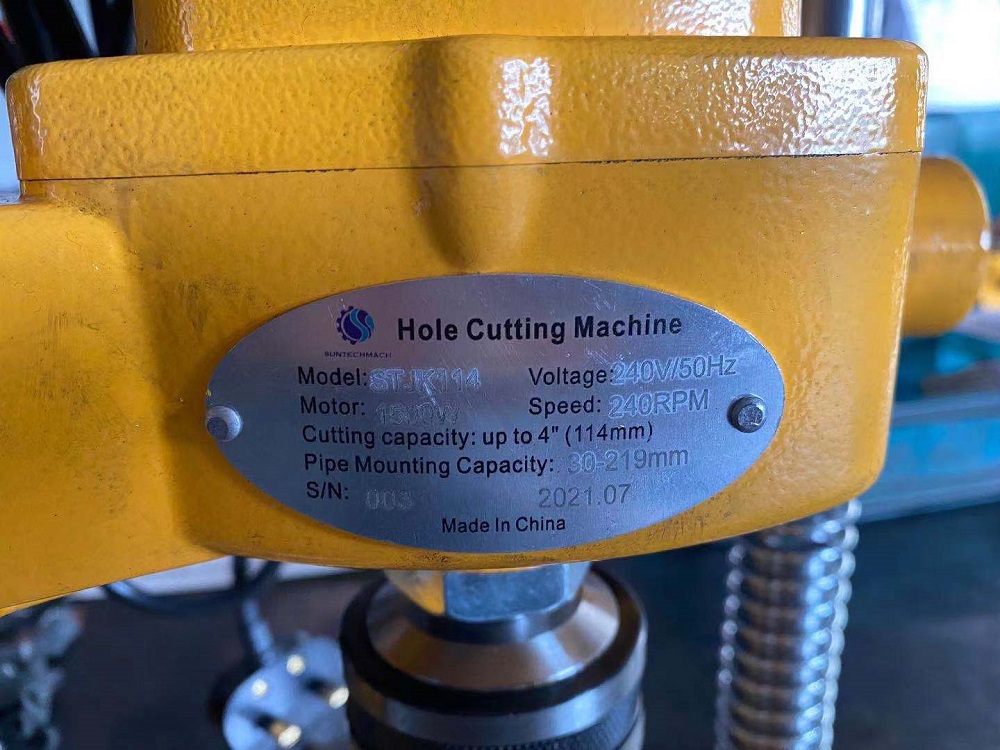 SUNTECHMACH
Hole Cutting Machine
Model: STJK114 Voltage: 240V/50Hz
Motor: 1500W Speed: 240RPM
Cutting capacity: up to 4" (114mm)
Pipe Mounting Capacity: 30-219mm
S/N: 003 2021.07
Made In China